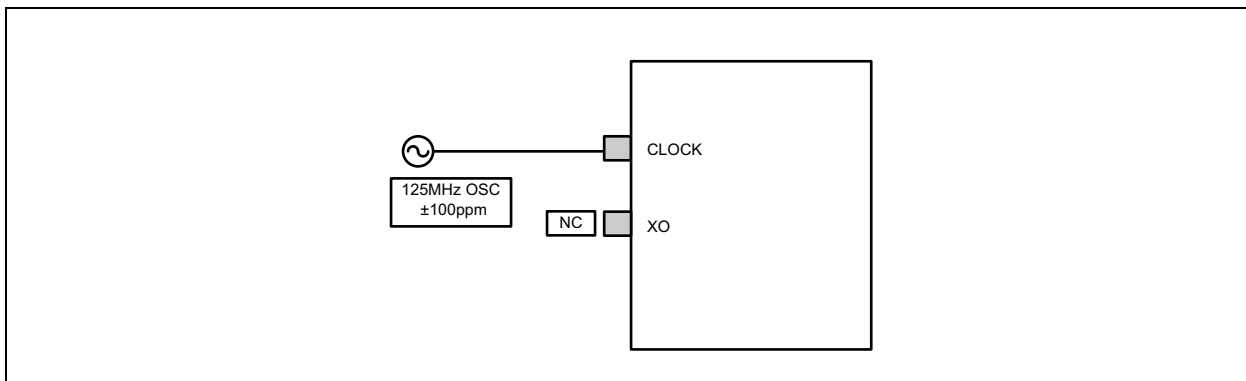 CLOCK
125MHz OSC
±100ppm
NC
XO